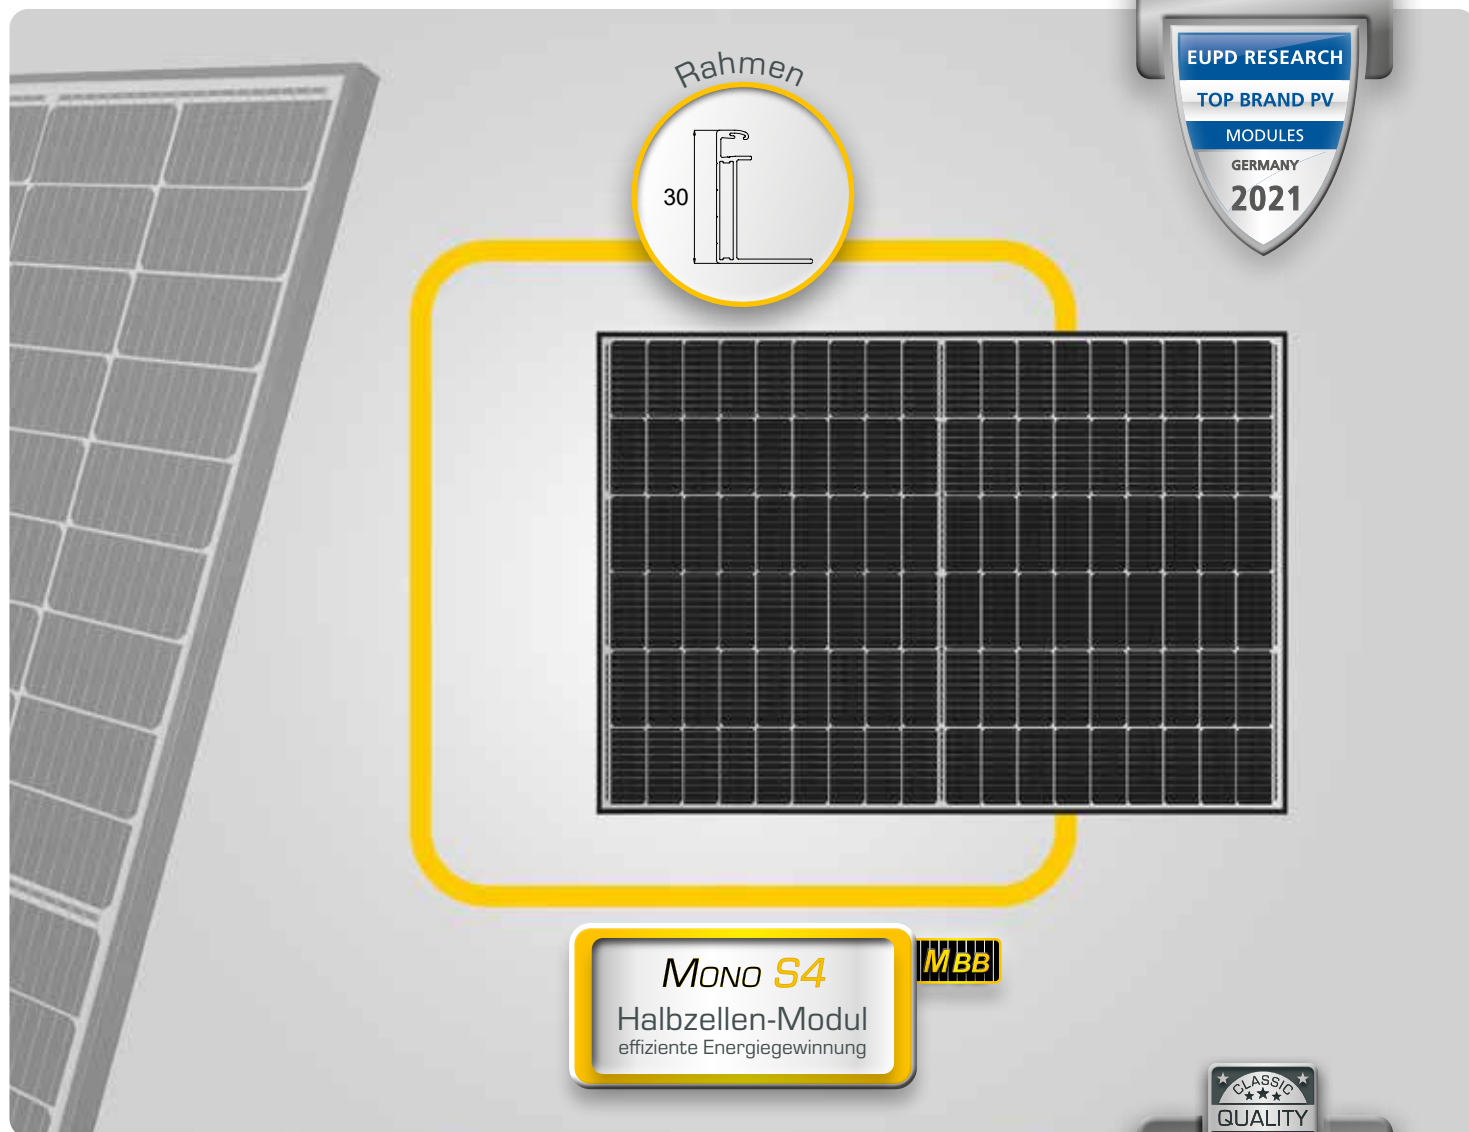 Rahmen
30
EUPD RESEARCH
TOP BRAND PV
MODULES
GERMANY
2021
MONO S4
MBB
Halbzellen-Modul
effiziente Energiegewinnung
CLASSIC
QUALITY